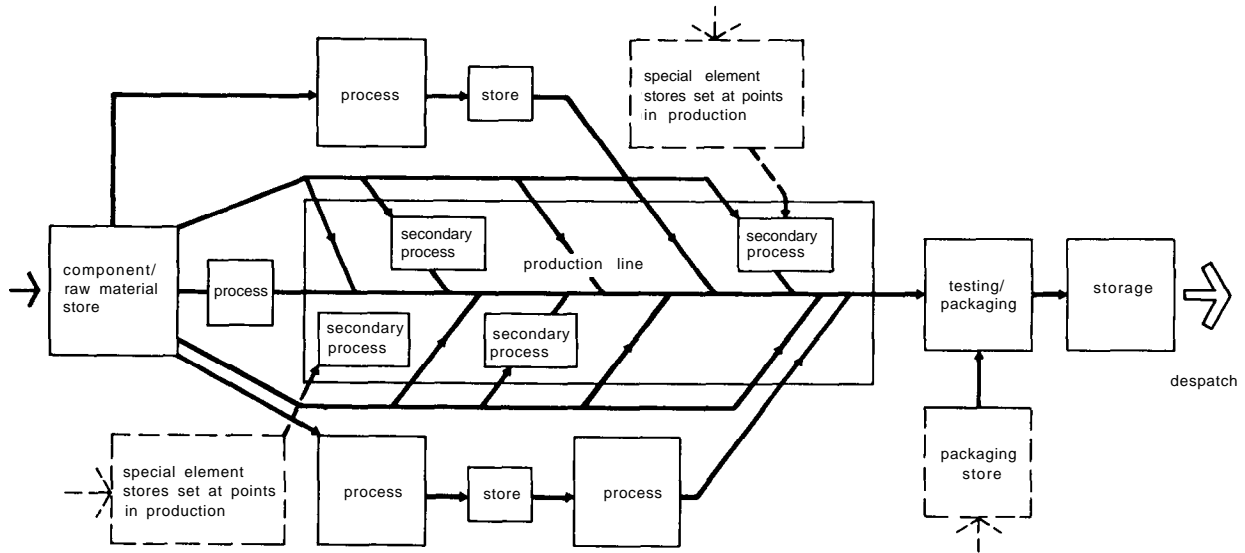 special element
stores set at points
in production
process
store
secondary
process
secondary
process
production line
component/
raw material
store
process
testing/
packaging
storage
secondary
process
secondary
process
despatch
special element
stores set at points
in production
process
store
process
packaging
store